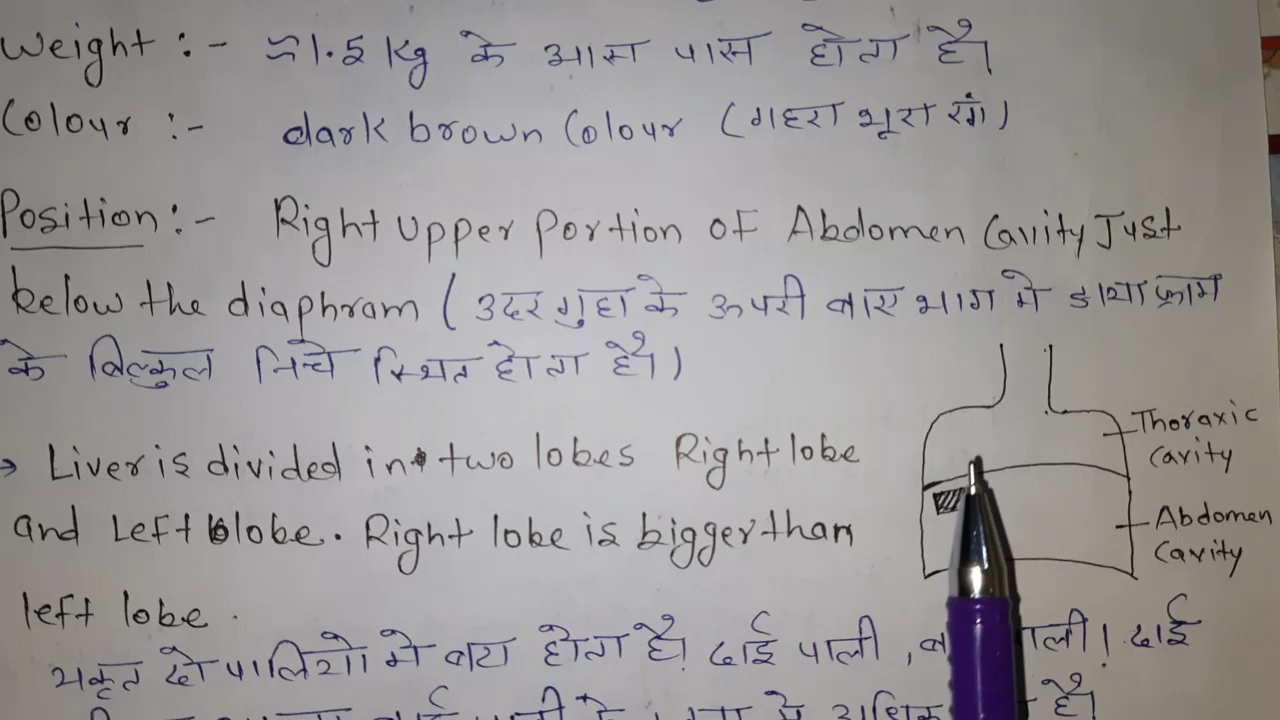 Weight :- ≈1.5 Kg के आस पास होता है।
Colour :- dark brown Colour (गहरा भूरा रंग)
Position :- Right Upper Portion of Abdomen Cavity Just
below the diaphram (उदर गुहा के ऊपरी बाए भाग मे डायाफ्राम
के बिल्कुल निचे स्थित होता है।)
→ Liver is divided in two lobes Right lobe
and Left lobe. Right lobe is bigger than
left lobe.
Thoraxic
Cavity
Abdomen
Cavity
यकृत दो पालियो मे बाटा होता है। दाई पाली, पाली। दाई
अधिक है।